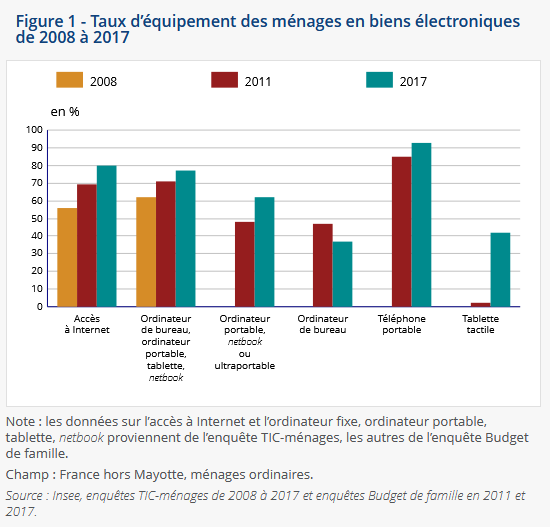 Figure 1 - Taux d’équipement des ménages en biens électroniques
de 2008 à 2017
2008 2011 2017
en %
100
90
80
70
60
50
40
30
20
10
0
Accès
à Internet
Ordinateur
de bureau,
ordinateur
portable,
tablette,
netbook
Ordinateur
portable,
netbook
ou
ultraportable
Ordinateur
de bureau
Téléphone
portable
Tablette
tactile
Note : les données sur l’accès à Internet et l’ordinateur fixe, ordinateur portable,
tablette, netbook proviennent de l’enquête TIC-ménages, les autres de l’enquête Budget
de famille.
Champ : France hors Mayotte, ménages ordinaires.
Source : Insee, enquêtes TIC-ménages de 2008 à 2017 et enquêtes Budget de famille en 2011 et
2017.